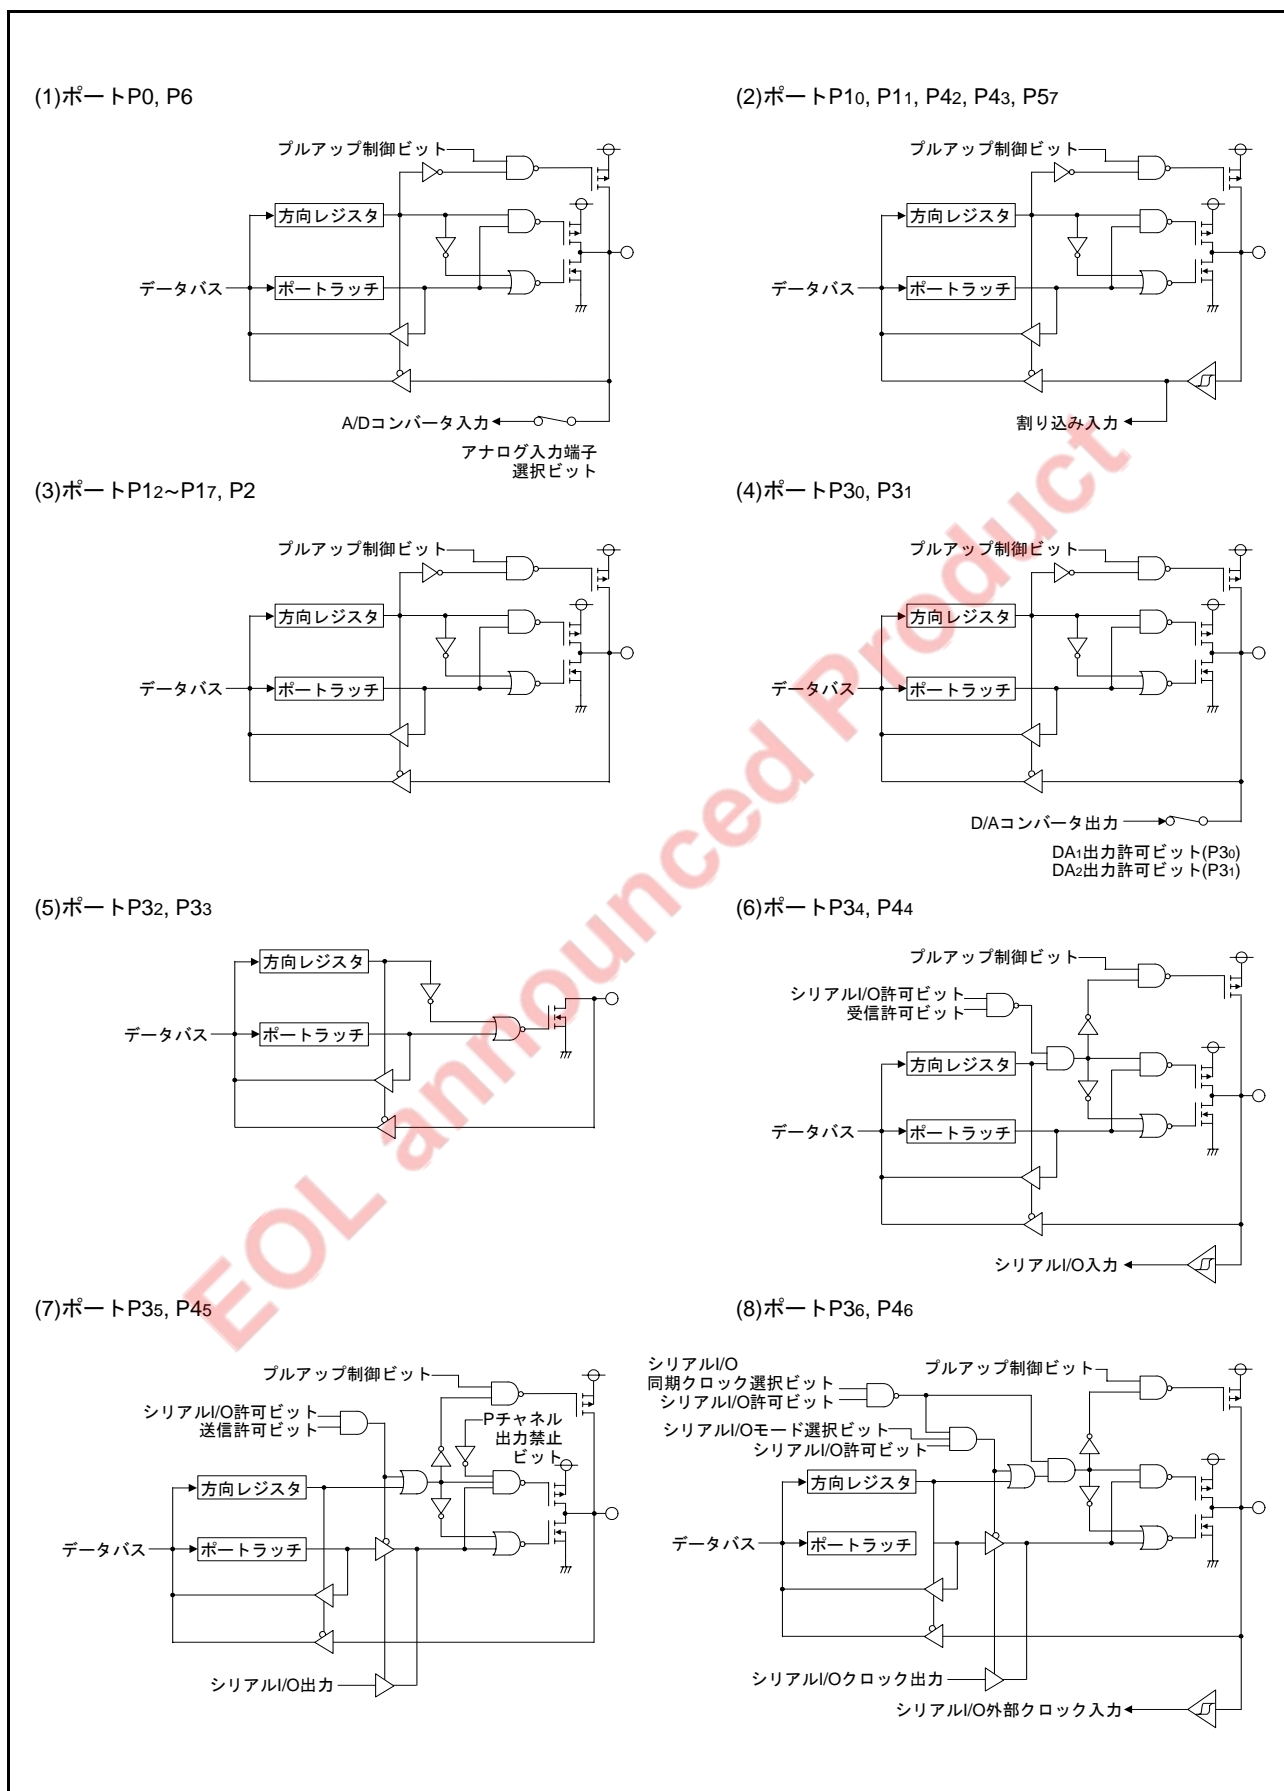 (1)ポートP0, P6
プルアップ制御ビット
方向レジスタ
データバス
ポートラッチ
A/Dコンバータ入力
アナログ入力端子
選択ビット
(2)ポートP10, P11, P42, P43, P57
プルアップ制御ビット
方向レジスタ
データバス
ポートラッチ
割り込み入力
(3)ポートP12~P17, P2
プルアップ制御ビット
方向レジスタ
データバス
ポートラッチ
(4)ポートP30, P31
プルアップ制御ビット
方向レジスタ
データバス
ポートラッチ
D/Aコンバータ出力
DA1出力許可ビット(P30)
DA2出力許可ビット(P31)
(5)ポートP32, P33
方向レジスタ
データバス
ポートラッチ
(6)ポートP34, P44
プルアップ制御ビット
シリアルI/O許可ビット
受信許可ビット
方向レジスタ
データバス
ポートラッチ
シリアルI/O入力
(7)ポートP35, P45
プルアップ制御ビット
シリアルI/O許可ビット
送信許可ビット
Pチャネル
出力禁止
ビット
方向レジスタ
データバス
ポートラッチ
シリアルI/O出力
(8)ポートP36, P46
シリアルI/O
同期クロック選択ビット
シリアルI/O許可ビット
プルアップ制御ビット
シリアルI/Oモード選択ビット
シリアルI/O許可ビット
方向レジスタ
データバス
ポートラッチ
シリアルI/Oクロック出力
シリアルI/O外部クロック入力
EOL announced Product